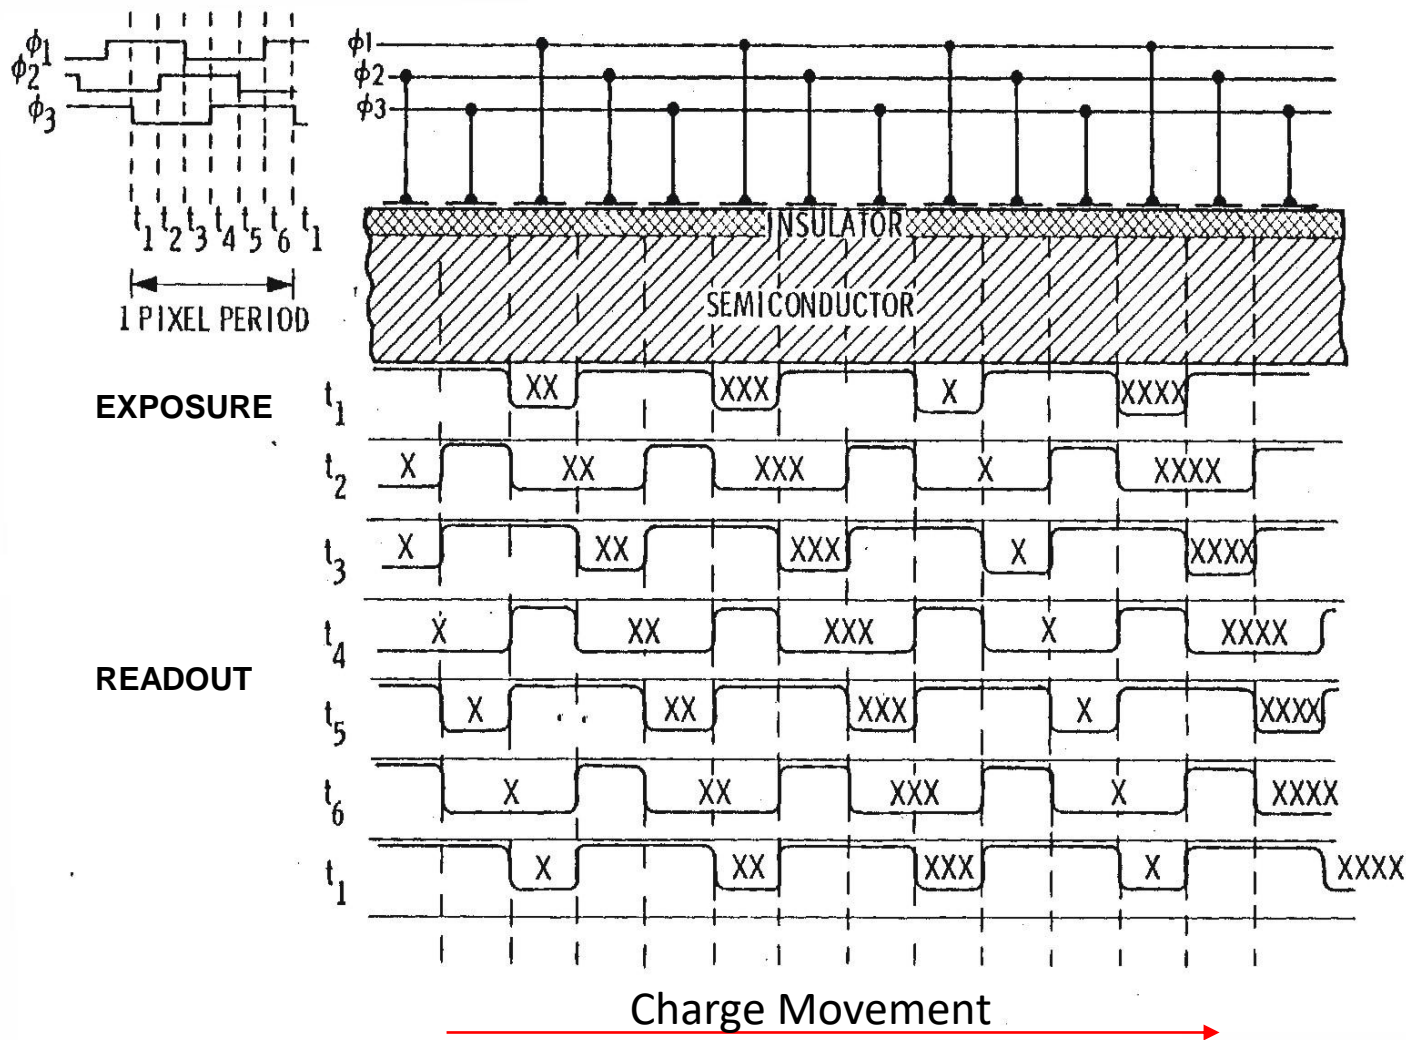 ϕ1
ϕ2
ϕ3
t1 t2 t3 t4 t5 t6 t1
1 PIXEL PERIOD
ϕ1
ϕ2
ϕ3
INSULATOR
SEMICONDUCTOR
EXPOSURE
t1 XX XXX X XXXX
t2 X XX XXX X XXXX
t3 X XX XXX X XXXX
t4 X XX XXX X XXXX
READOUT
t5 X XX XXX X XXXX
t6 X XX XXX X XXXX
t1 X XX XXX X XXXX
Charge Movement